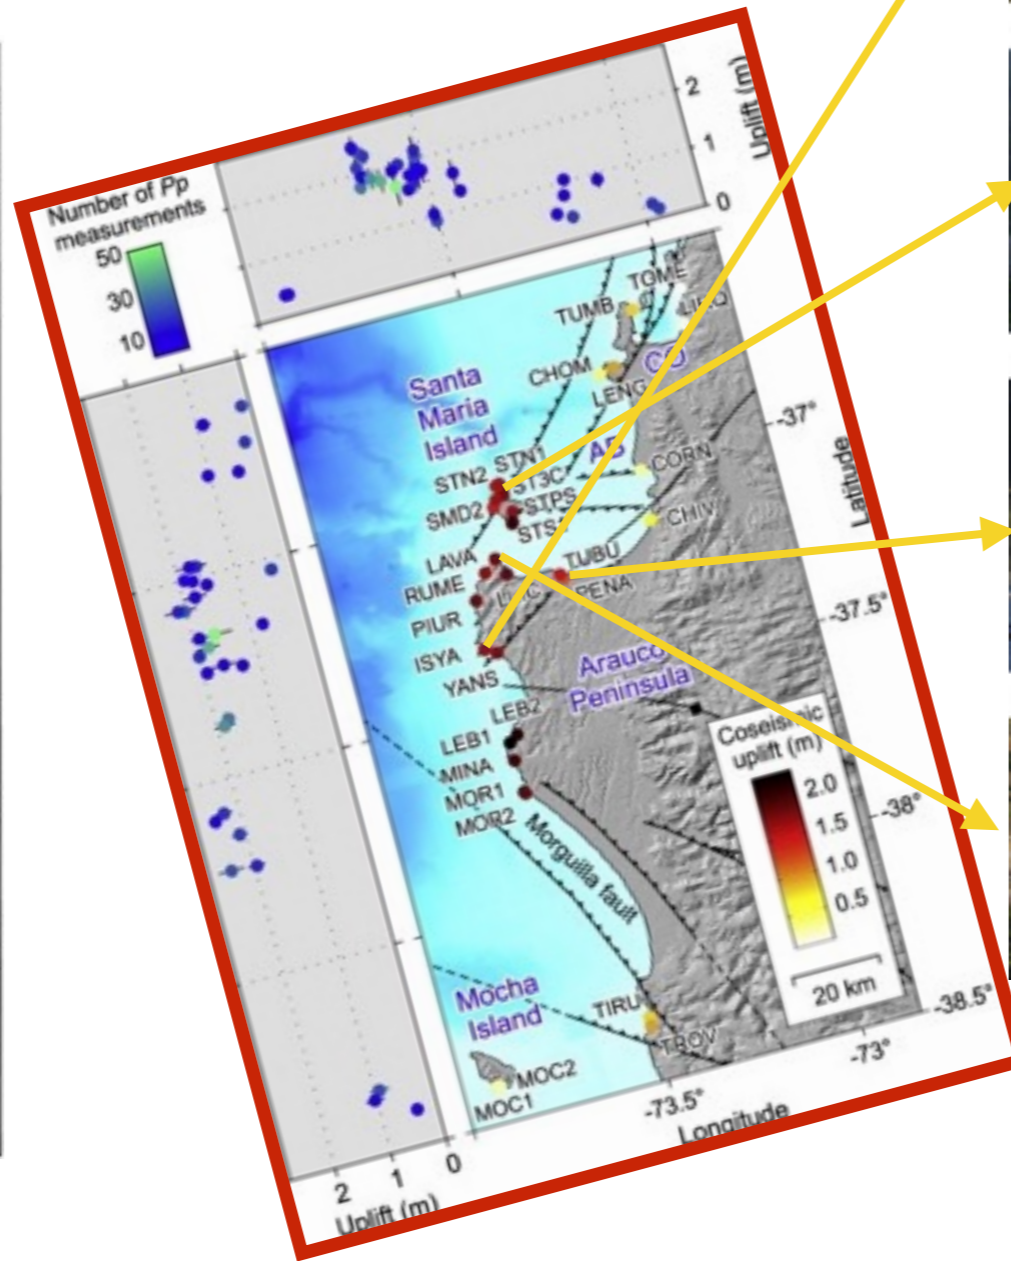 Number of Pp
measurements
50
30
10
2
1
0
Uplift (m)
TOME
TUMB
CHOM
CO
LENG
Santa
Maria
Island
AB
CORN
STN2
STN1
ST3C
SMD2
STPS
CHIV
LAVA
TUBU
RUME
PENA
PIUR
ISYA
YANS
Arauco
Peninsula
LEB2
LEB1
MINA
MOR1
MOR2
Morguilla fault
Mocha
Island
TIRU
TROV
MOC2
MOC1
Coseismic
uplift (m)
2.0
1.5
1.0
0.5
20 km
-37°
Latitude
-37.5°
-38°
-38.5°
-73.5°
-73°
Longitude
2
1
0
Uplift (m)